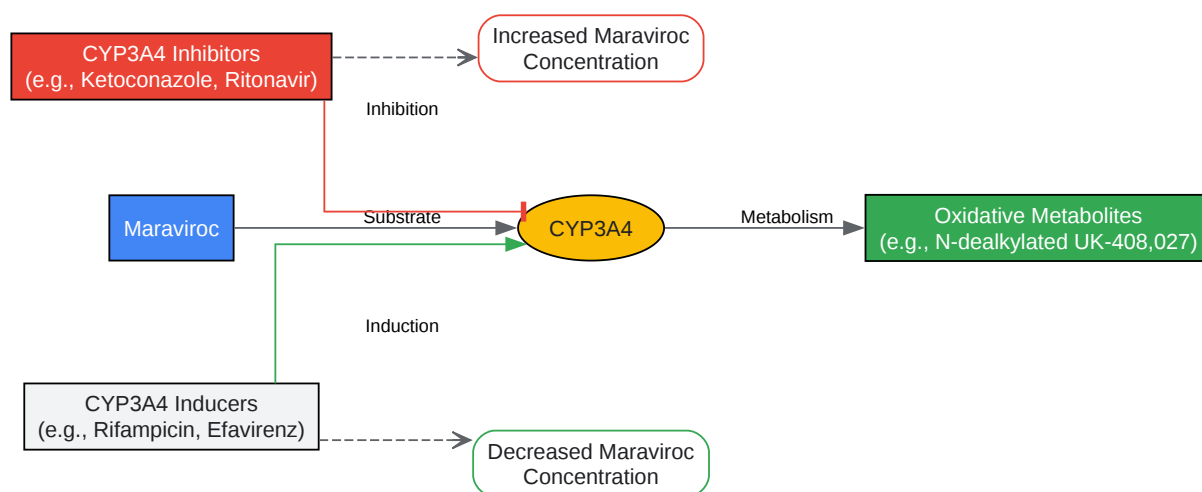 CYP3A4 Inhibitors
(e.g., Ketoconazole, Ritonavir)
Increased Maraviroc
Concentration
Inhibition
Maraviroc
Substrate
CYP3A4
Metabolism
Oxidative Metabolites
(e.g., N-dealkylated UK-408,027)
Induction
CYP3A4 Inducers
(e.g., Rifampicin, Efavirenz)
Decreased Maraviroc
Concentration